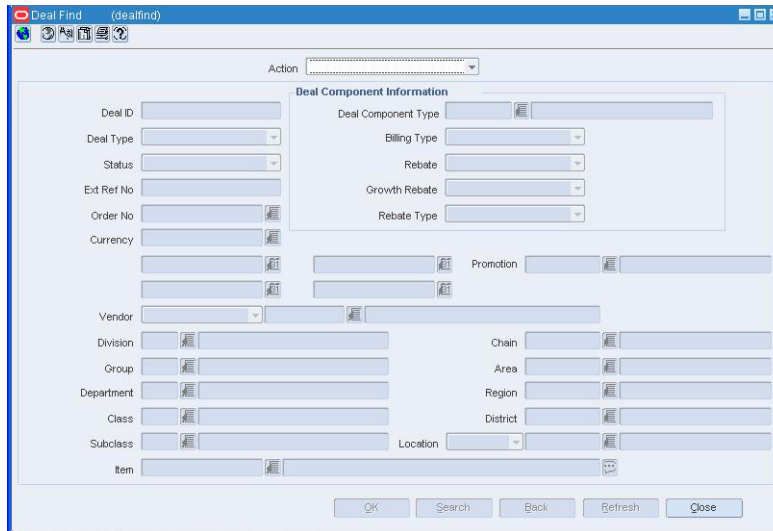 Deal Find (dealfind)
Action
Deal Component Information
Deal ID
Deal Component Type
Deal Type
Billing Type
Status
Rebate
Ext Ref No
Growth Rebate
Order No
Rebate Type
Currency
Promotion
Vendor
Division
Chain
Group
Area
Department
Region
Class
District
Subclass
Location
Item
OK Search Back Refresh Close